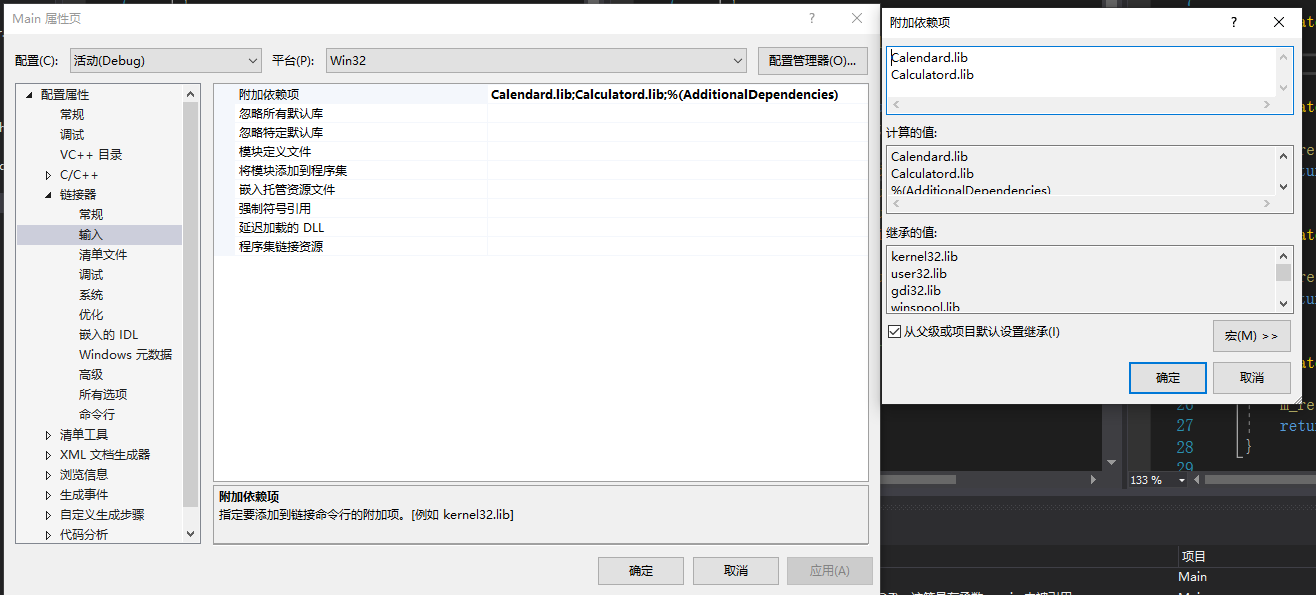 Main 属性页
配置(C):
活动(Debug)
平台(P):
Win32
配置管理器(O)...
配置属性
常规
调试
VC++ 目录
C/C++
链接器
常规
输入
清单文件
调试
系统
优化
嵌入的 IDL
Windows 元数据
高级
所有选项
命令行
清单工具
XML 文档生成器
浏览信息
生成事件
自定义生成步骤
代码分析
附加依赖项 Calendard.lib;Calculatord.lib;%(AdditionalDependencies)
忽略所有默认库
忽略特定默认库
模块定义文件
将模块添加到程序集
嵌入托管资源文件
强制符号引用
延迟加载的 DLL
程序集链接资源
附加依赖项
指定要添加到链接命令行的附加项。[例如 kernel32.lib]
确定
取消
应用(A)
附加依赖项
Calendard.lib
Calculatord.lib
计算的值:
Calendard.lib
Calculatord.lib
%(AdditionalDependencies)
继承的值:
kernel32.lib
user32.lib
gdi32.lib
winspool.lib
从父级或项目默认设置继承(I)
宏(M) >>
确定
取消
26
27
28 }
29
133 %
项目
Main